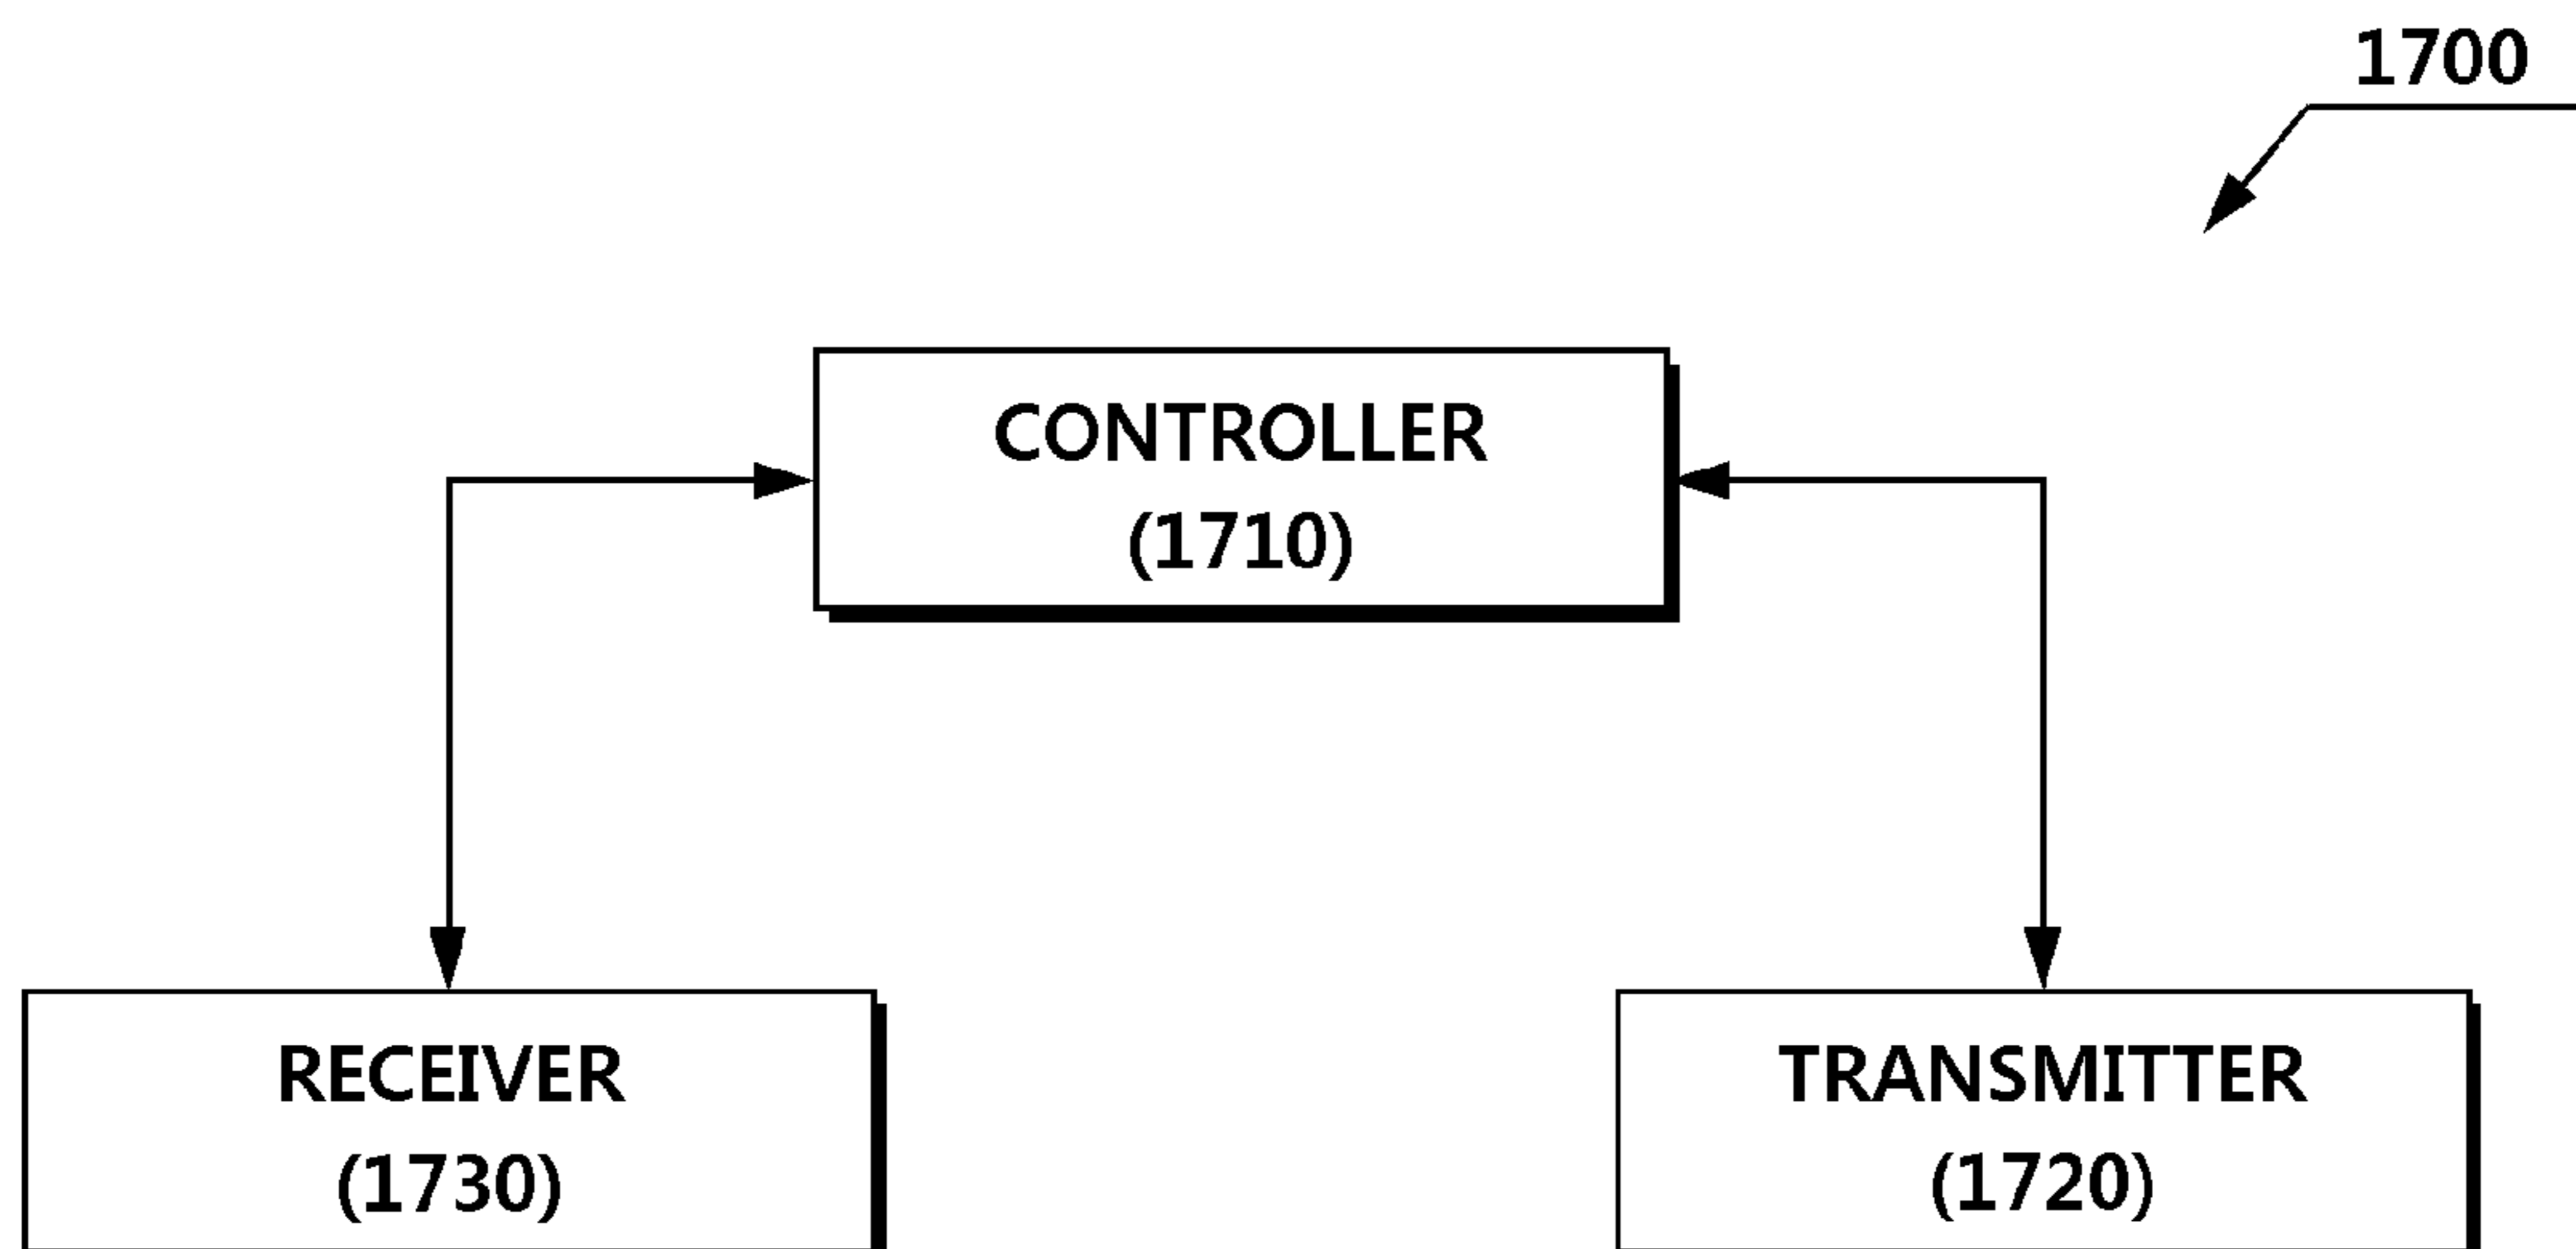 1700
CONTROLLER
(1710)
RECEIVER
(1730)
TRANSMITTER
(1720)